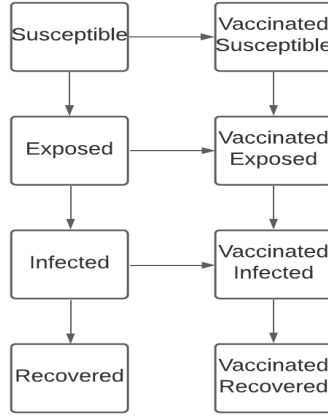 Susceptible
Vaccinated
Susceptible
Exposed
Vaccinated
Exposed
Infected
Vaccinated
Infected
Recovered
Vaccinated
Recovered